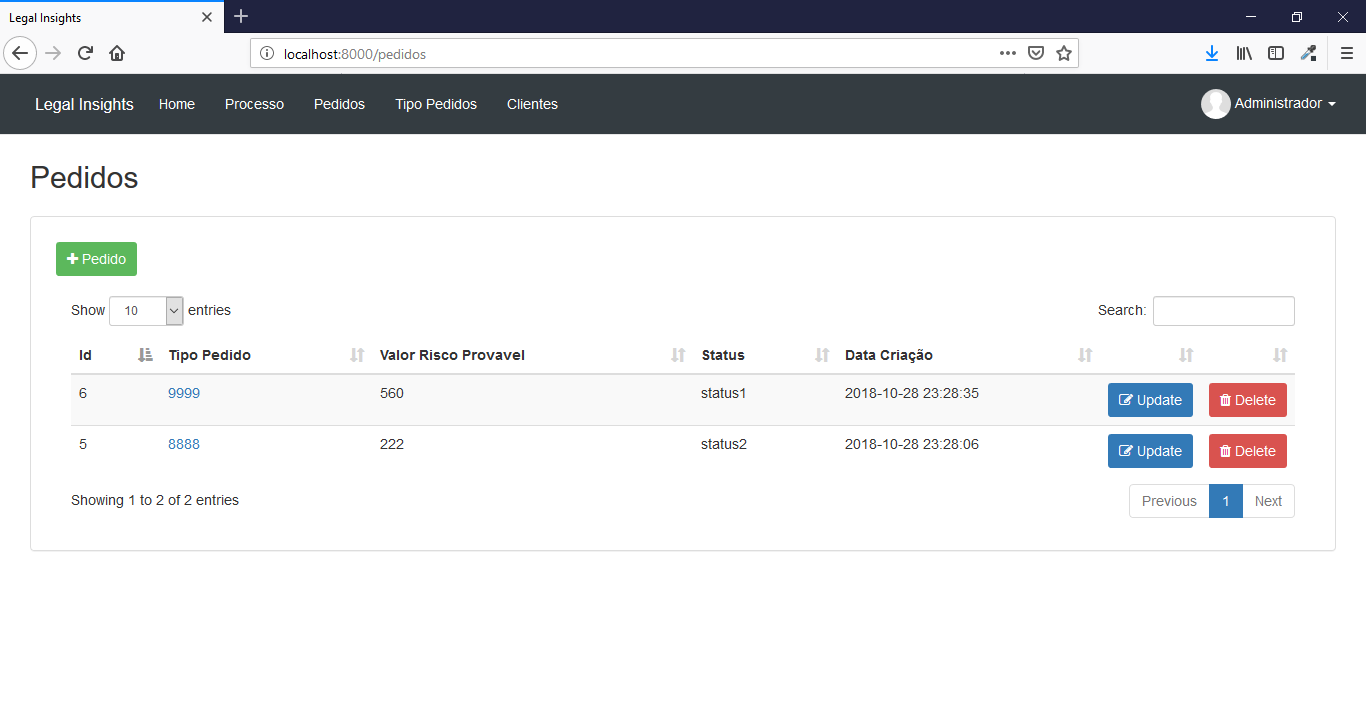 Legal Insights
localhost:8000/pedidos
Legal Insights Home Processo Pedidos Tipo Pedidos Clientes Administrador
Pedidos
Pedido
Show 10 entries Search:
Id Tipo Pedido Valor Risco Provavel Status Data Criação
6 9999 560 status1 2018-10-28 23:28:35 Update Delete
5 8888 222 status2 2018-10-28 23:28:06 Update Delete
Showing 1 to 2 of 2 entries Previous 1 Next